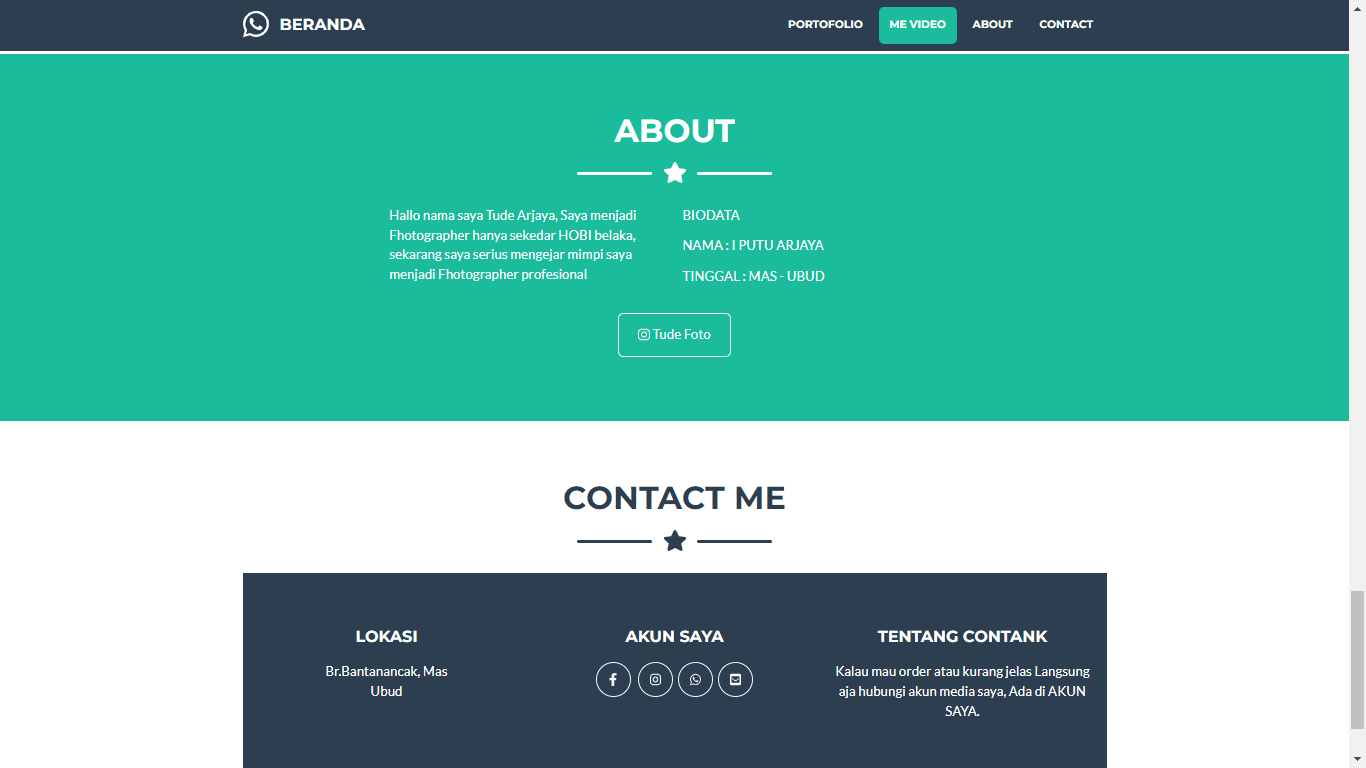 BERANDA
PORTOFOLIO
ME VIDEO
ABOUT
CONTACT
ABOUT
Hallo nama saya Tude Arjaya, Saya menjadi
Fhotographer hanya sekedar HOBI belaka,
sekarang saya serius mengejar mimpi saya
menjadi Fhotographer profesional
BIODATA
NAMA : I PUTU ARJAYA
TINGGAL : MAS - UBUD
Tude Foto
CONTACT ME
LOKASI
Br.Bantanancak, Mas
Ubud
AKUN SAYA
TENTANG CONTANK
Kalau mau order atau kurang jelas Langsung
aja hubungi akun media saya, Ada di AKUN
SAYA.